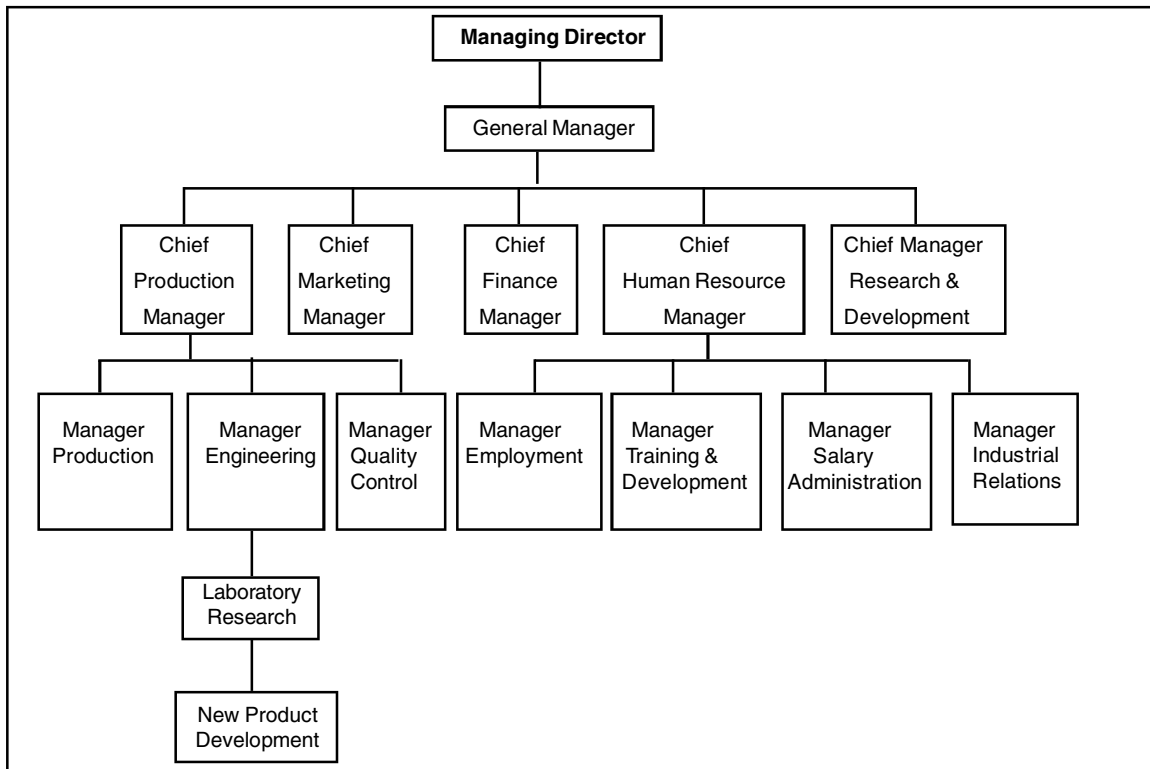 Managing Director
General Manager
Chief
Production
Manager
Chief
Marketing
Manager
Chief
Finance
Manager
Chief
Human Resource
Manager
Chief Manager
Research &
Development
Manager
Production
Manager
Engineering
Manager
Quality
Control
Manager
Employment
Manager
Training &
Development
Manager
Salary
Administration
Manager
Industrial
Relations
Laboratory
Research
New Product
Development